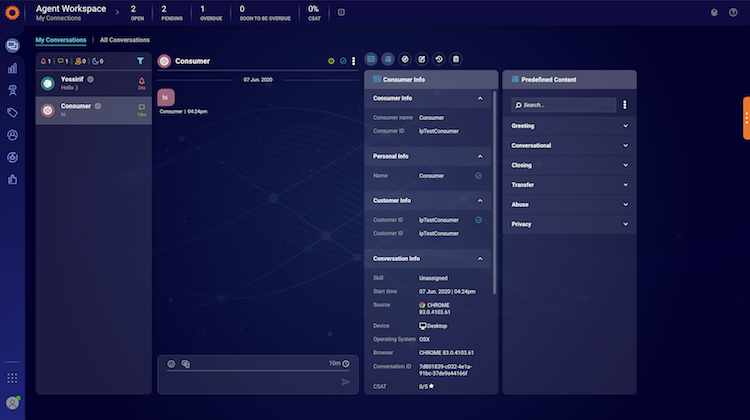 Agent Workspace
My Connections
2
OPEN
2
PENDING
1
OVERDUE
0
SOON TO BE OVERDUE
0%
CSAT
My Conversations
All Conversations
1
1
0
0
Yossirif
Hello :)
24s
Consumer
hi
10m
Consumer
07 Jun. 2020
hi
Consumer | 04:24pm
10m
Consumer Info
Consumer Info
Consumer name Consumer
Consumer ID lpTestConsumer
Personal Info
Name Consumer
Customer Info
Customer ID lpTestConsumer
Customer ID lpTestConsumer
Conversation Info
Skill Unassigned
Start time 07 Jun. 2020 | 04:24pm
Source CHROME
83.0.4103.61
Device Desktop
Operating System OSX
Browser CHROME 83.0.4103.61
Conversation ID 7d801839-c032-4e1a-
91bc-37de9e44166f
CSAT 0/5
Predefined Content
Search...
Greeting
Conversational
Closing
Transfer
Abuse
Privacy